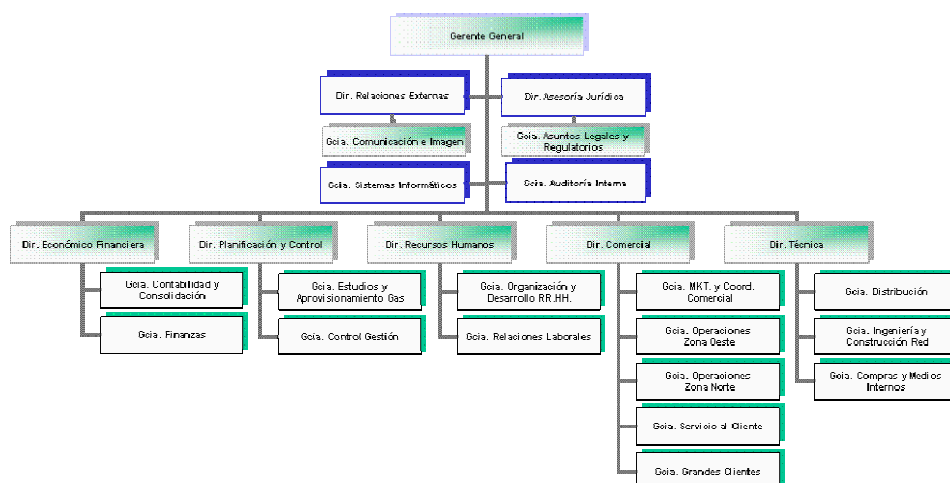 Gerente General
Dir. Relaciones Externas
Dir. Asesoría Jurídica
Gcia. Comunicación e Imagen
Gcia. Asuntos Legales y
Regulatorios
Gcia. Sistemas Informáticos
Gcia. Auditoría Interna
Dir. Económico Financiera
Dir. Planificación y Control
Dir. Recursos Humanos
Dir. Comercial
Dir. Técnica
Gcia. Contabilidad y
Consolidación
Gcia. Finanzas
Gcia. Estudios y
Aprovisionamiento Gas
Gcia. Control Gestión
Gcia. Organización y
Desarrollo RR.HH.
Gcia. Relaciones Laborales
Gcia. MKT. y Coord.
Comercial
Gcia. Operaciones
Zona Oeste
Gcia. Operaciones
Zona Norte
Gcia. Servicio al Cliente
Gcia. Grandes Clientes
Gcia. Distribución
Gcia. Ingeniería y
Construcción Red
Gcia. Compras y Medios
Internos